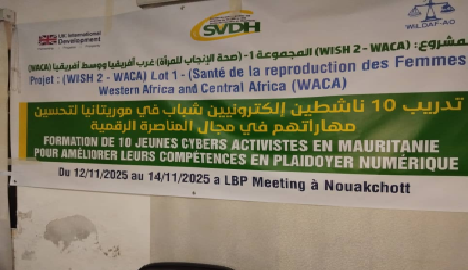 UK International
Development
SVDH
WILDAF-AO
مشروع: (WISH 2 - WACA) المجموعة 1- (صحة الإنجاب للمرأة) غرب أفريقيا ووسط أفريقيا (WACA)
Projet : (WISH 2 - WACA) Lot 1 - (Santé de la reproduction des Femmes
Western Africa and Central Africa (WACA)
تدريب 10 ناشطين إلكترونيين شباب في موريتانيا لتحسين
مهاراتهم في مجال المناصرة الرقمية
FORMATION DE 10 JEUNES CYBERS ACTIVISTES EN MAURITANIE
POUR AMÉLIORER LEURS COMPÉTENCES EN PLAIDOYER NUMÉRIQUE
Du 12/11/2025 au 14/11/2025 a LBP Meeting à Nouakchott